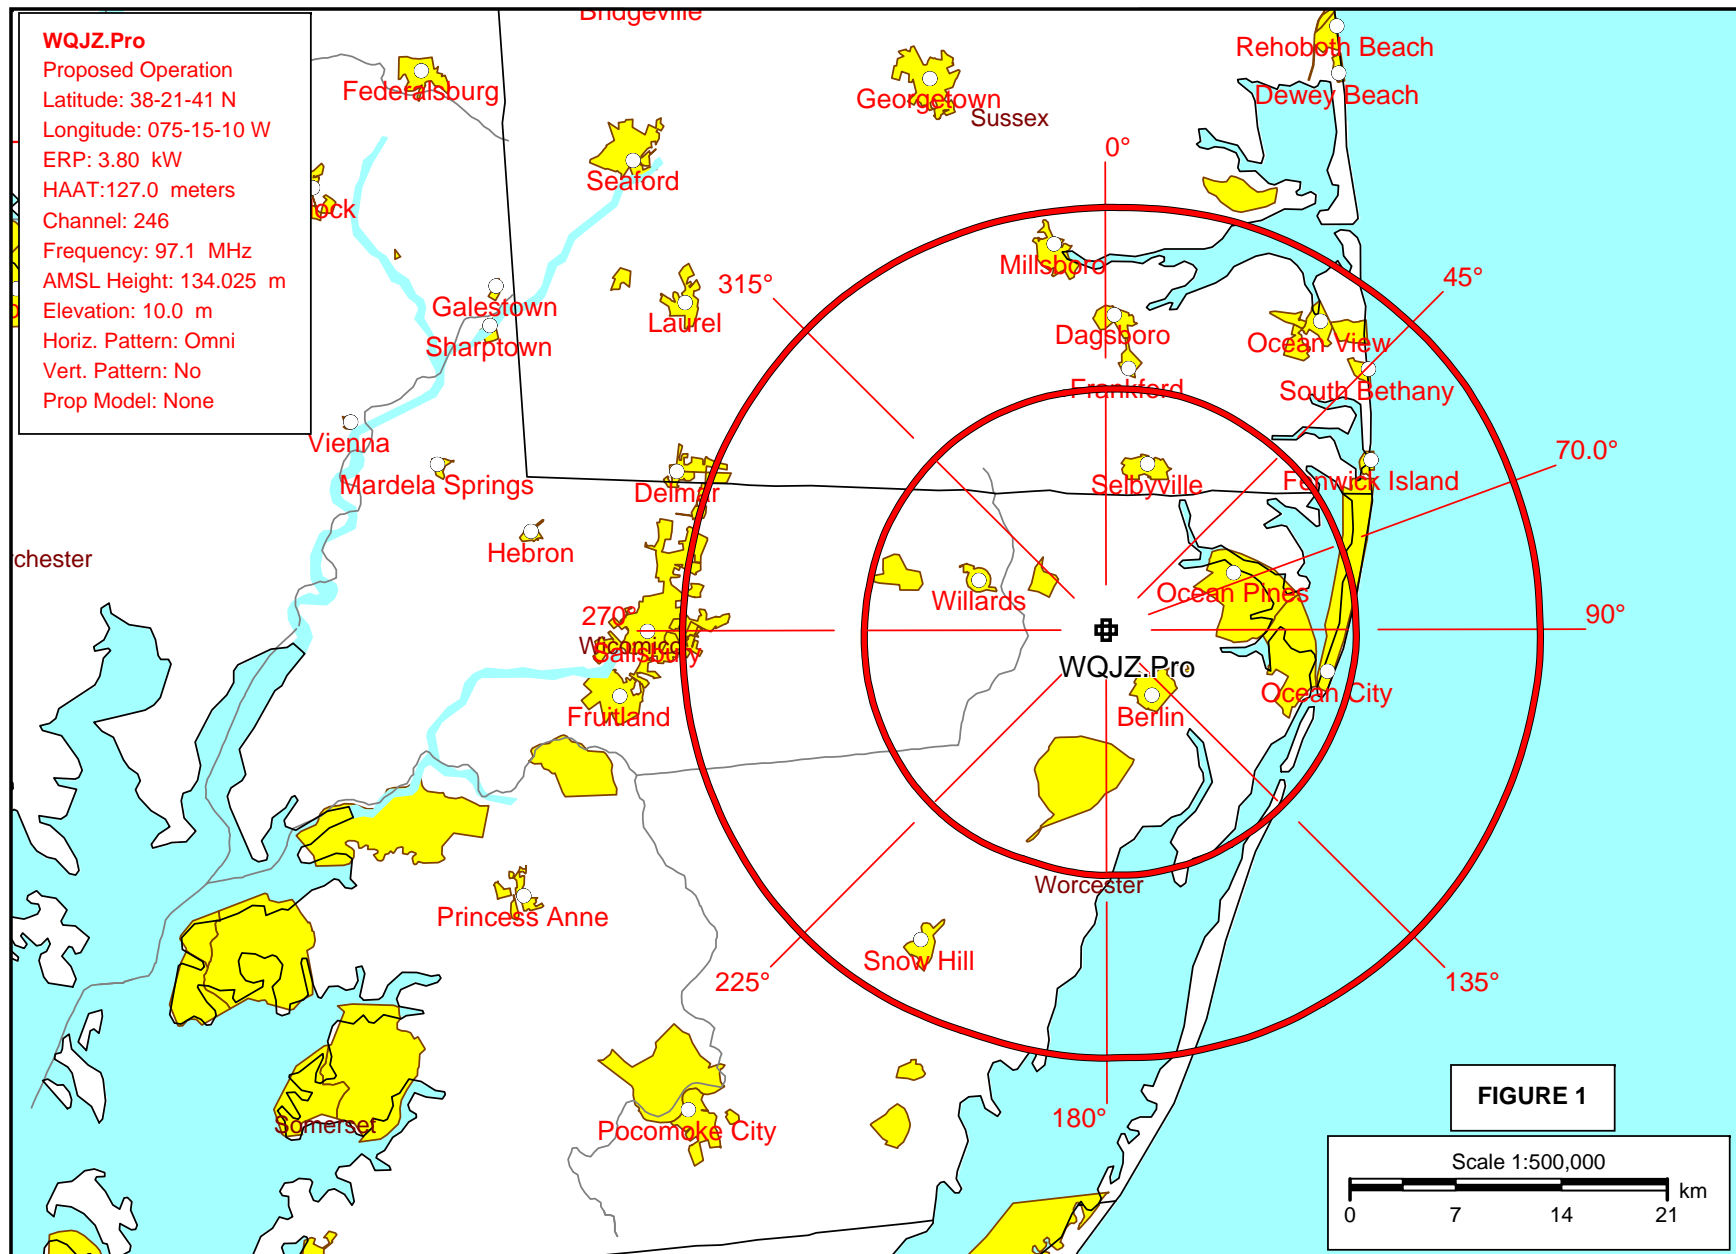 Bridgeville
WQJZ.Pro
Proposed Operation
Latitude: 38-21-41 N
Longitude: 075-15-10 W
ERP: 3.80 kW
HAAT:127.0 meters
Channel: 246
Frequency: 97.1 MHz
AMSL Height: 134.025 m
Elevation: 10.0 m
Horiz. Pattern: Omni
Vert. Pattern: No
Prop Model: None
Rehoboth Beach
Federalsburg
Georgetown
Dewey Beach
Sussex
0°
Seaford
ock
Millsboro
315°
45°
Galestown
Laurel
Dagsboro
Ocean View
Sharptown
Frankford
South Bethany
Vienna
70.0°
Mardela Springs
Delmar
Selbyville
Fenwick Island
Hebron
rchester
Willards
Ocean Pines
270°
90°
Wicomico
Salisbury
WQJZ.Pro
Fruitland
Berlin
Ocean City
Worcester
Princess Anne
Snow Hill
225°
135°
FIGURE 1
180°
Somerset
Pocomoke City
Scale 1:500,000
km
0 7 14 21